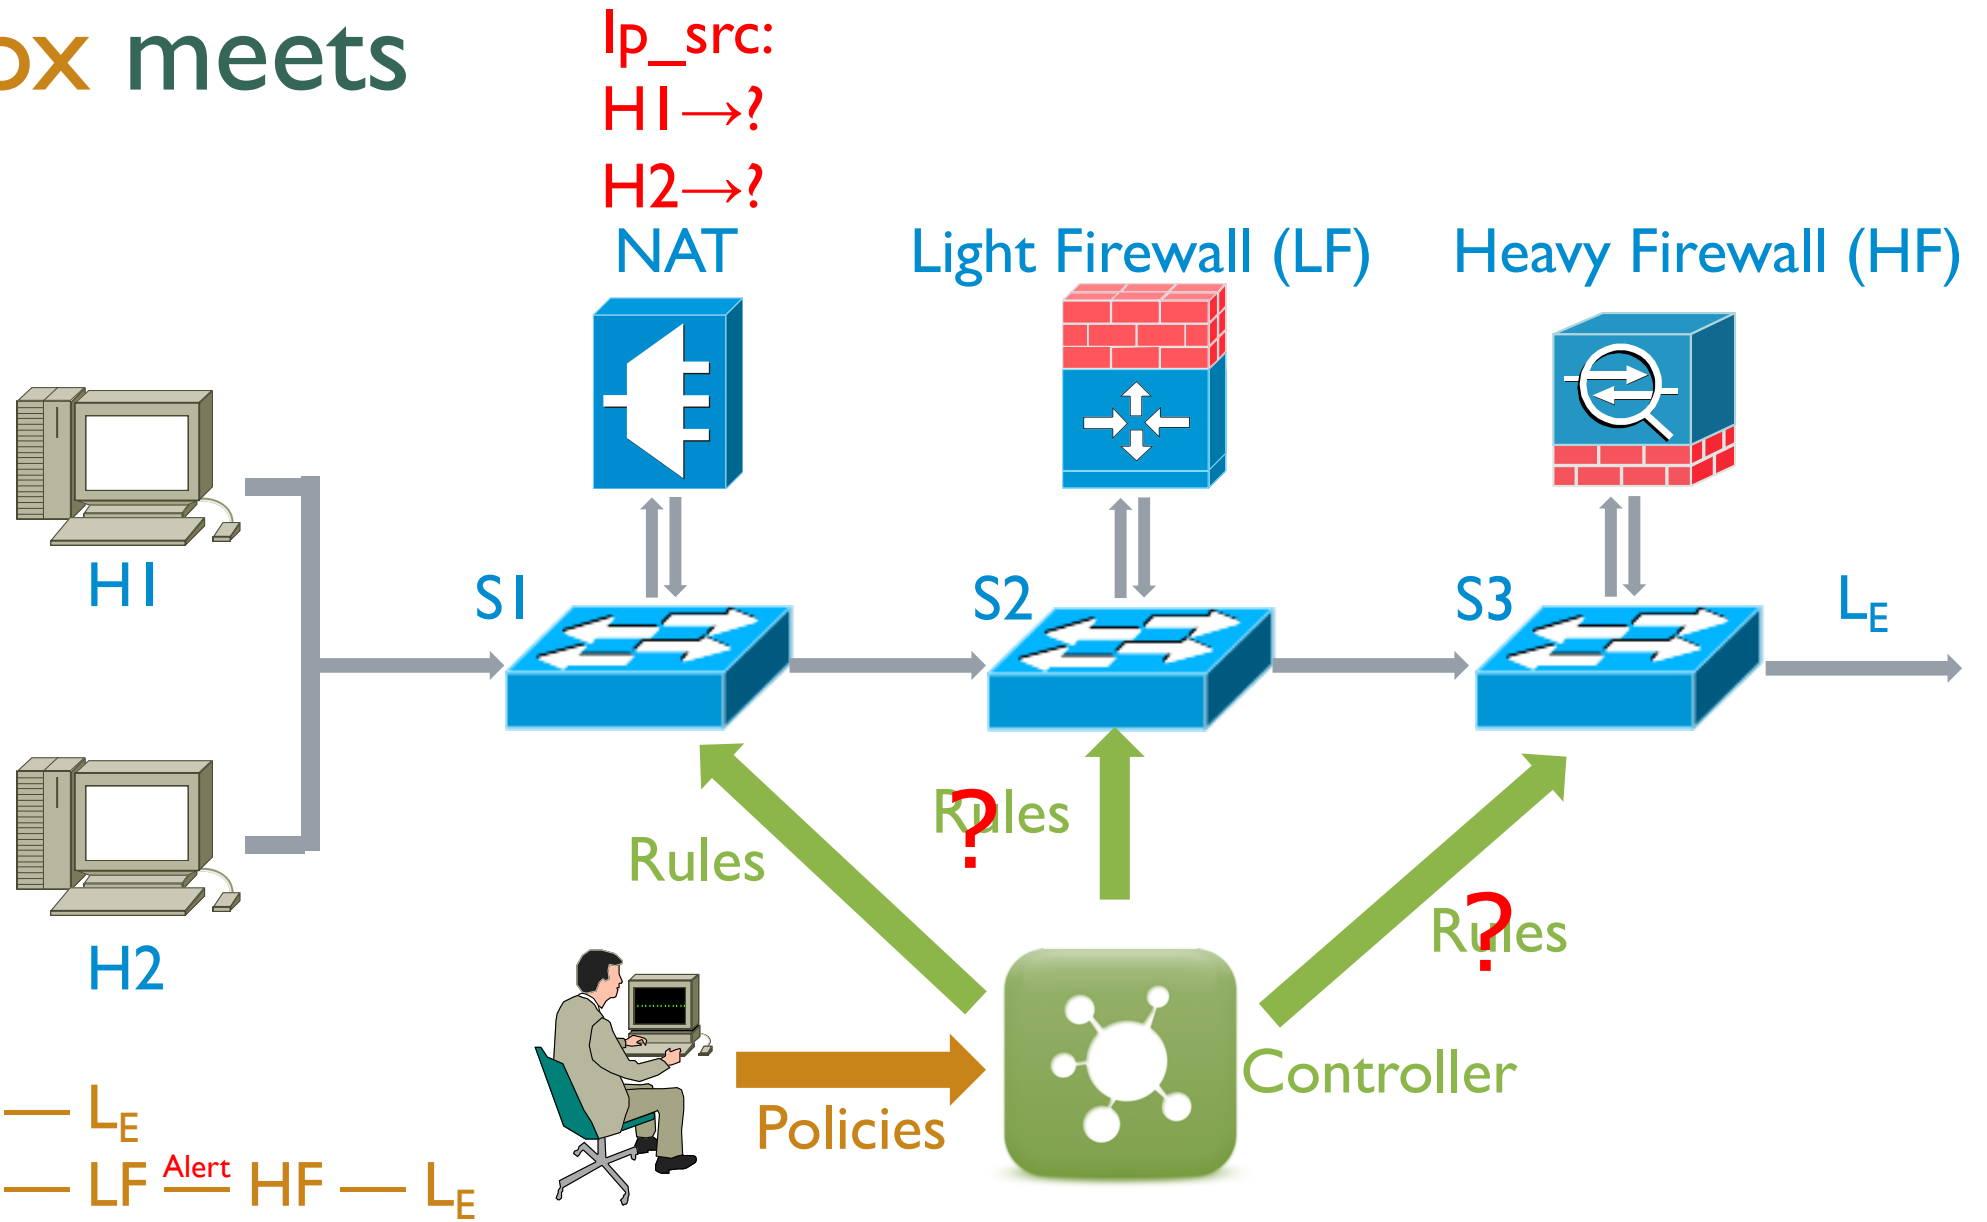 ox meets
Ip_src:
H1→?
H2→?
NAT
Light Firewall (LF)
Heavy Firewall (HF)
H1
S1
S2
S3
LE
Rules
?
Rules
Rules
?
H2
Controller
Policies
— LE
— LF — Alert — HF — LE